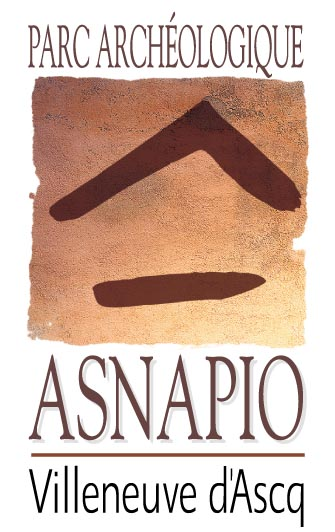 PARC ARCHÉOLOGIQUE
ASNAPIO
Villeneuve d'Ascq